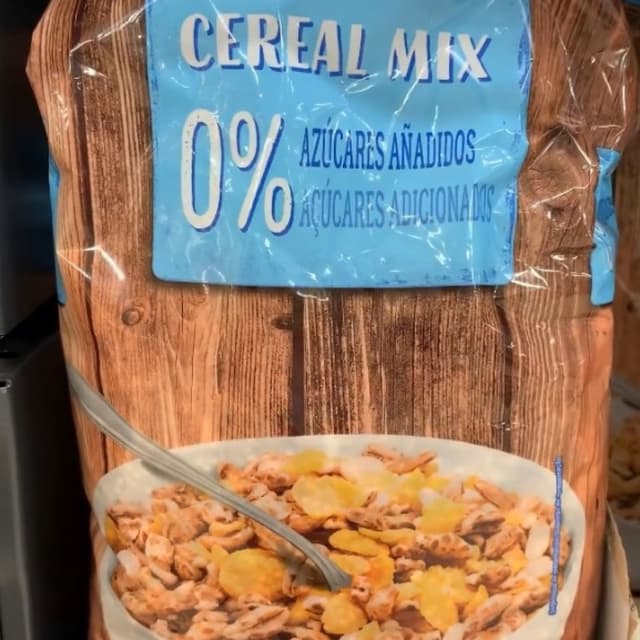 CEREAL MIX
0%
AZÚCARES AÑADIDOS
AÇÚCARES ADICIONADOS